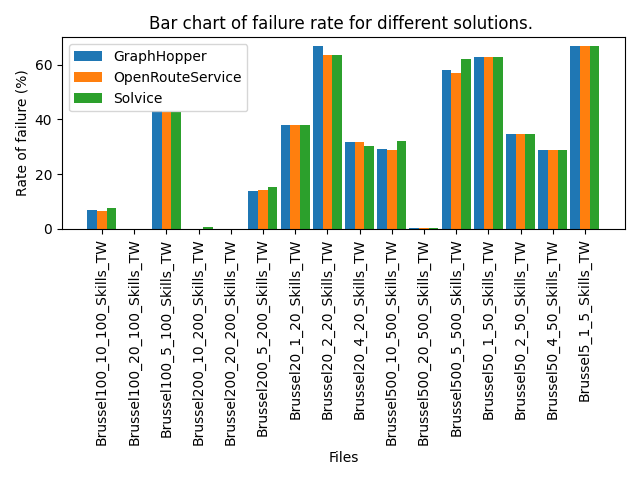 Bar chart of failure rate for different solutions.
GraphHopper
OpenRouteService
Solvice
Rate of failure (%)
60
40
20
0
Brussel100_10_100_Skills_TW
Brussel100_20_100_Skills_TW
Brussel100_5_100_Skills_TW
Brussel200_10_200_Skills_TW
Brussel200_20_200_Skills_TW
Brussel200_5_200_Skills_TW
Brussel20_1_20_Skills_TW
Brussel20_2_20_Skills_TW
Brussel20_4_20_Skills_TW
Brussel500_10_500_Skills_TW
Brussel500_20_500_Skills_TW
Brussel500_5_500_Skills_TW
Brussel50_1_50_Skills_TW
Brussel50_2_50_Skills_TW
Brussel50_4_50_Skills_TW
Brussel5_1_5_Skills_TW
Files